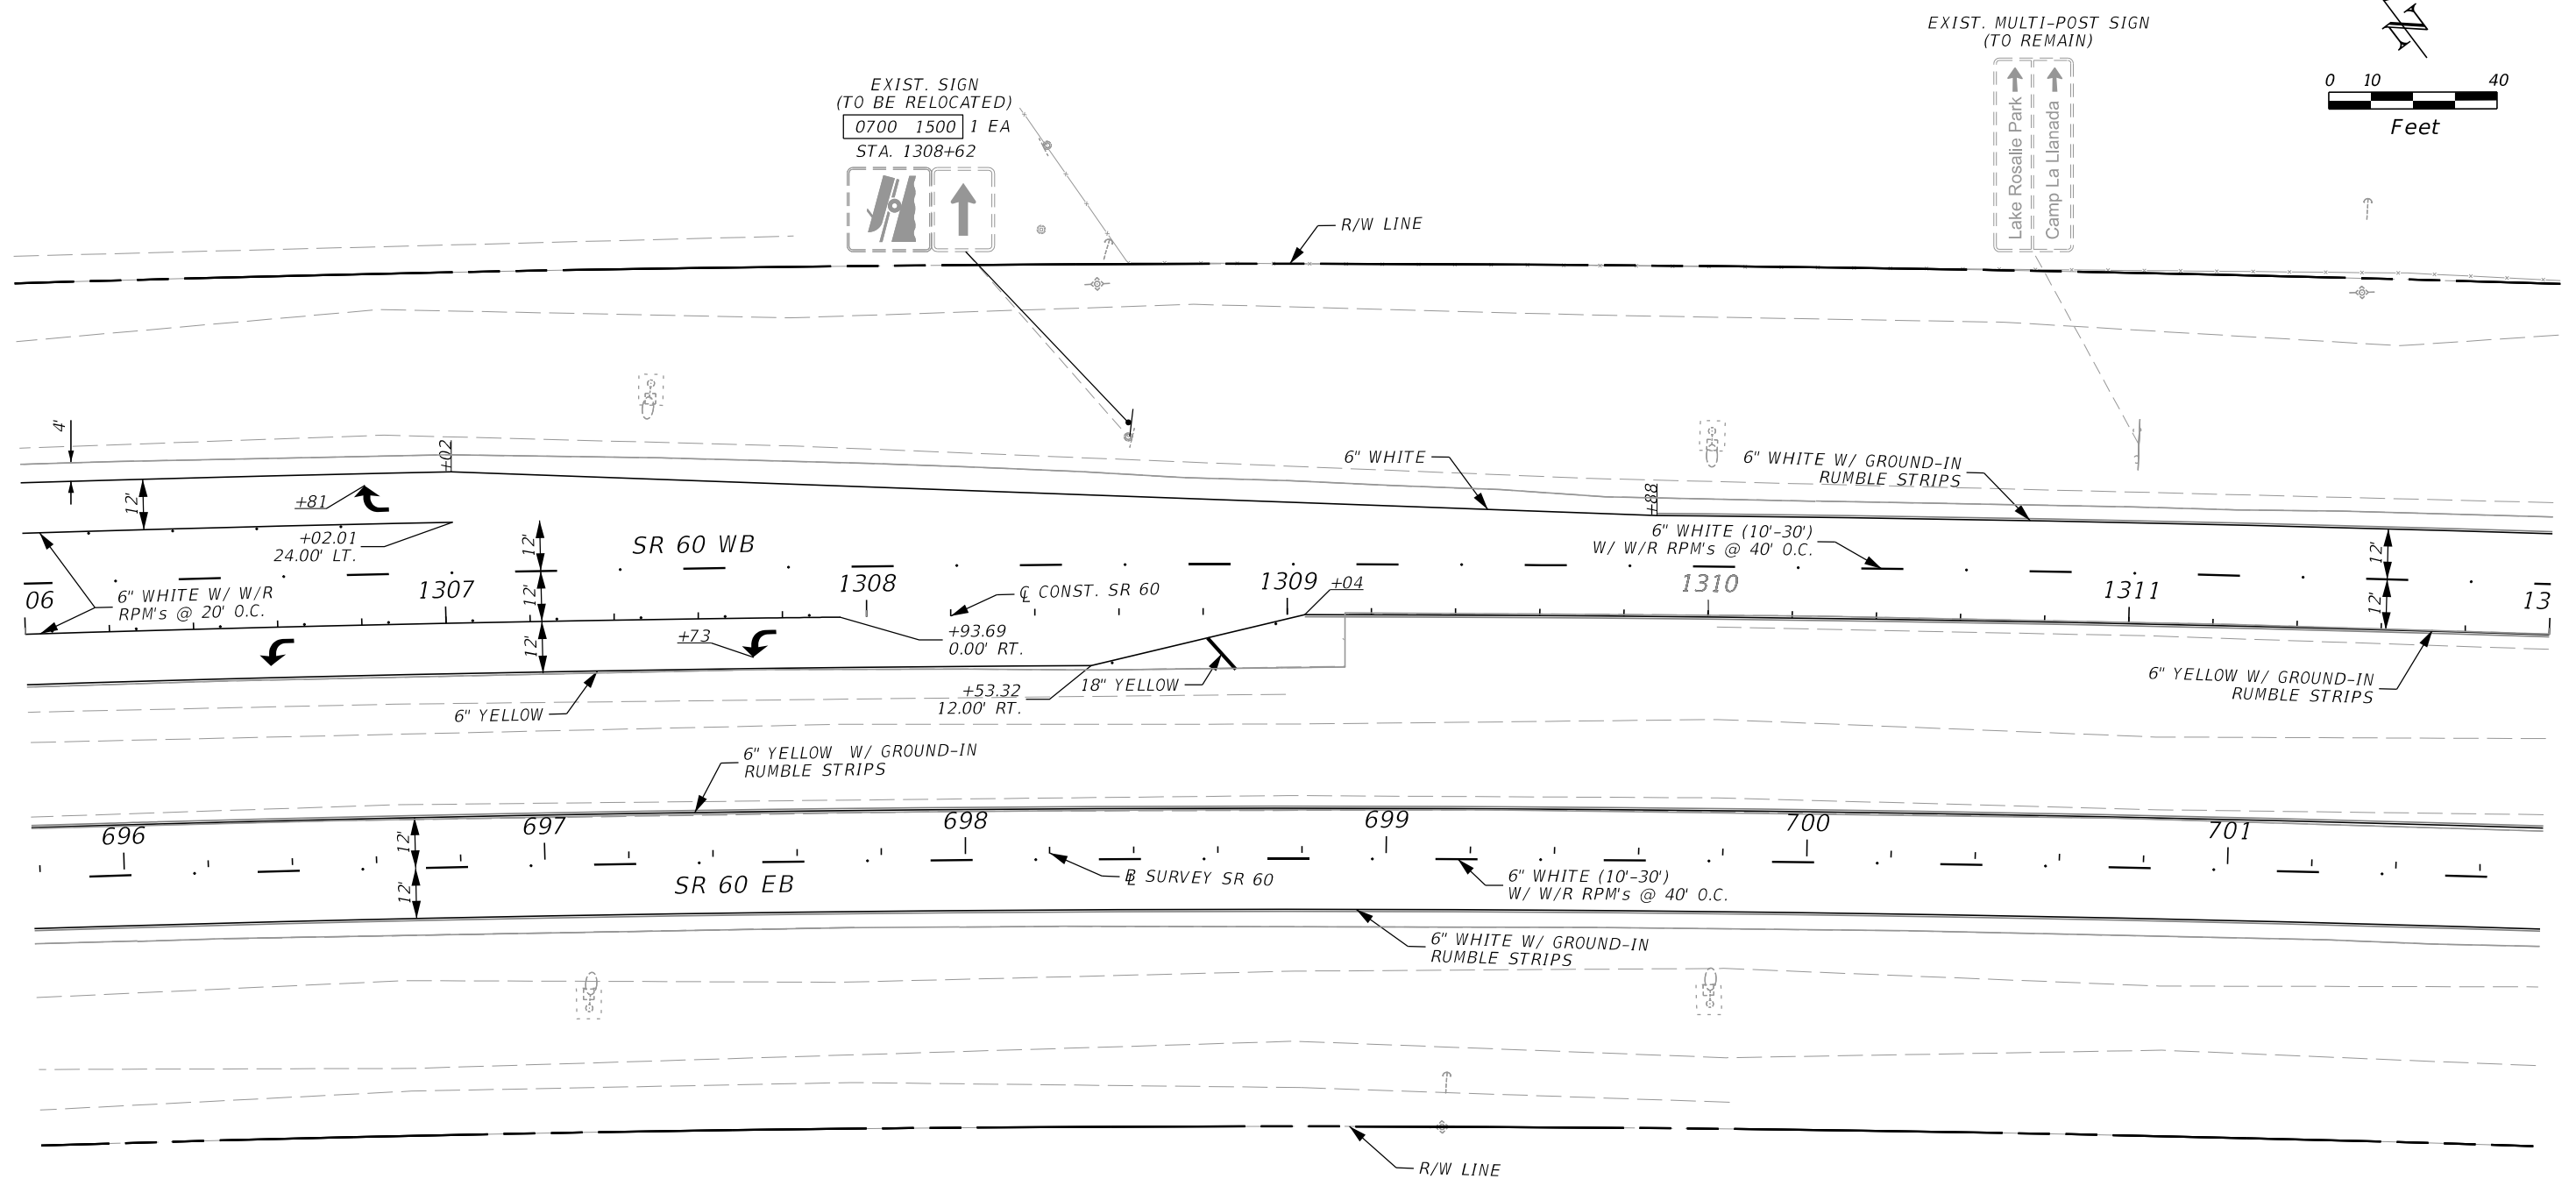 EXIST. MULTI-POST SIGN
(TO REMAIN)
Lake Rosalie Park
Camp La Llanada
N
0 10 40
Feet
EXIST. SIGN
(TO BE RELOCATED)
0700 1500 1 EA
STA. 1308+62
R/W LINE
4'
+02
12'
+81
+02.01
24.00' LT.
6" WHITE
+88
6" WHITE W/ GROUND-IN
RUMBLE STRIPS
6" WHITE (10'-30')
W/ W/R RPM's @ 40' O.C.
12'
SR 60 WB
12'
06
6" WHITE W/ W/R
RPM's @ 20' O.C.
1307
12'
1308
℄ CONST. SR 60
1309
+04
1310
1311
12'
13
+73
12'
+93.69
0.00' RT.
+53.32
12.00' RT.
18" YELLOW
6" YELLOW
6" YELLOW W/ GROUND-IN
RUMBLE STRIPS
6" YELLOW W/ GROUND-IN
RUMBLE STRIPS
696
697
698
699
700
701
12'
12'
SR 60 EB
BL SURVEY SR 60
6" WHITE (10'-30')
W/ W/R RPM's @ 40' O.C.
6" WHITE W/ GROUND-IN
RUMBLE STRIPS
R/W LINE